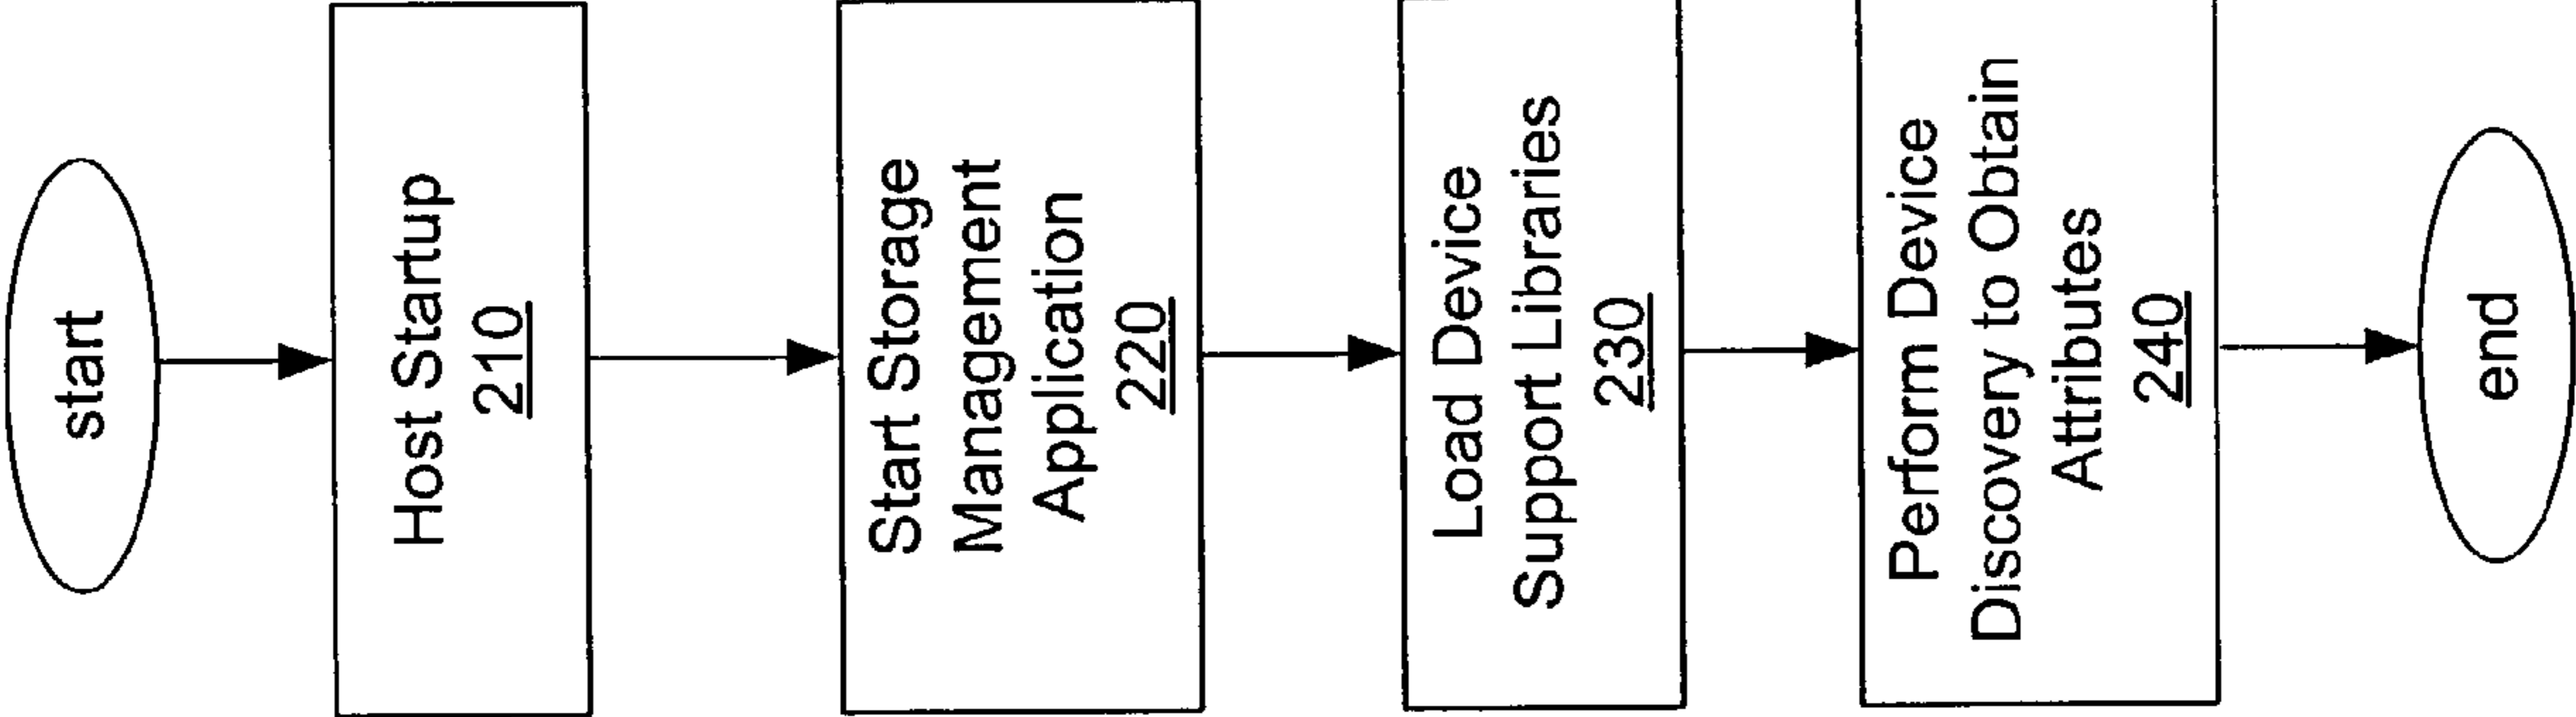 start
Host Startup
210
Start Storage
Management
Application
220
Load Device
Support Libraries
230
Perform Device
Discovery to Obtain
Attributes
240
end